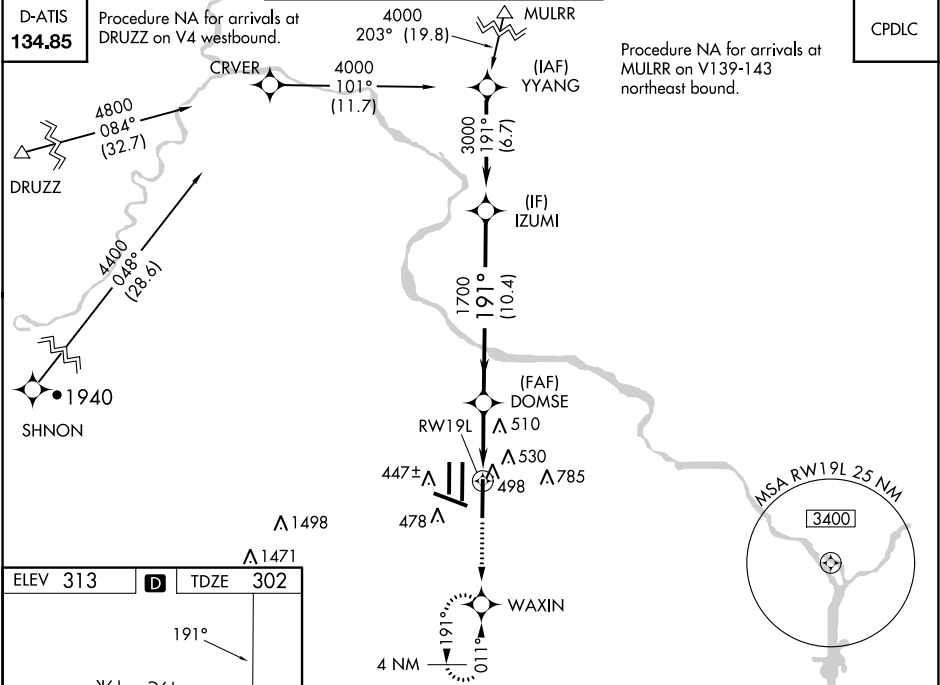 D-ATIS
134.85
Procedure NA for arrivals at
DRUZZ on V4 westbound.
4000
203° (19.8)
MULRR
Procedure NA for arrivals at
MULRR on V139-143
northeast bound.
CPDLC
CRVER
4000
101°
(11.7)
(IAF)
YYANG
4800
084°
(32.7)
DRUZZ
3000
191°
(6.7)
(IF)
IZUMI
4400
048°
(28.6)
1700
191°
(10.4)
SHNON
1940
(FAF)
DOMSE
RW19L
510
530
447±
498
785
478
1498
1471
MSA RW19L 25 NM
3400
ELEV 313
D
TDZE 302
191°
WAXIN
191°
011°
4 NM